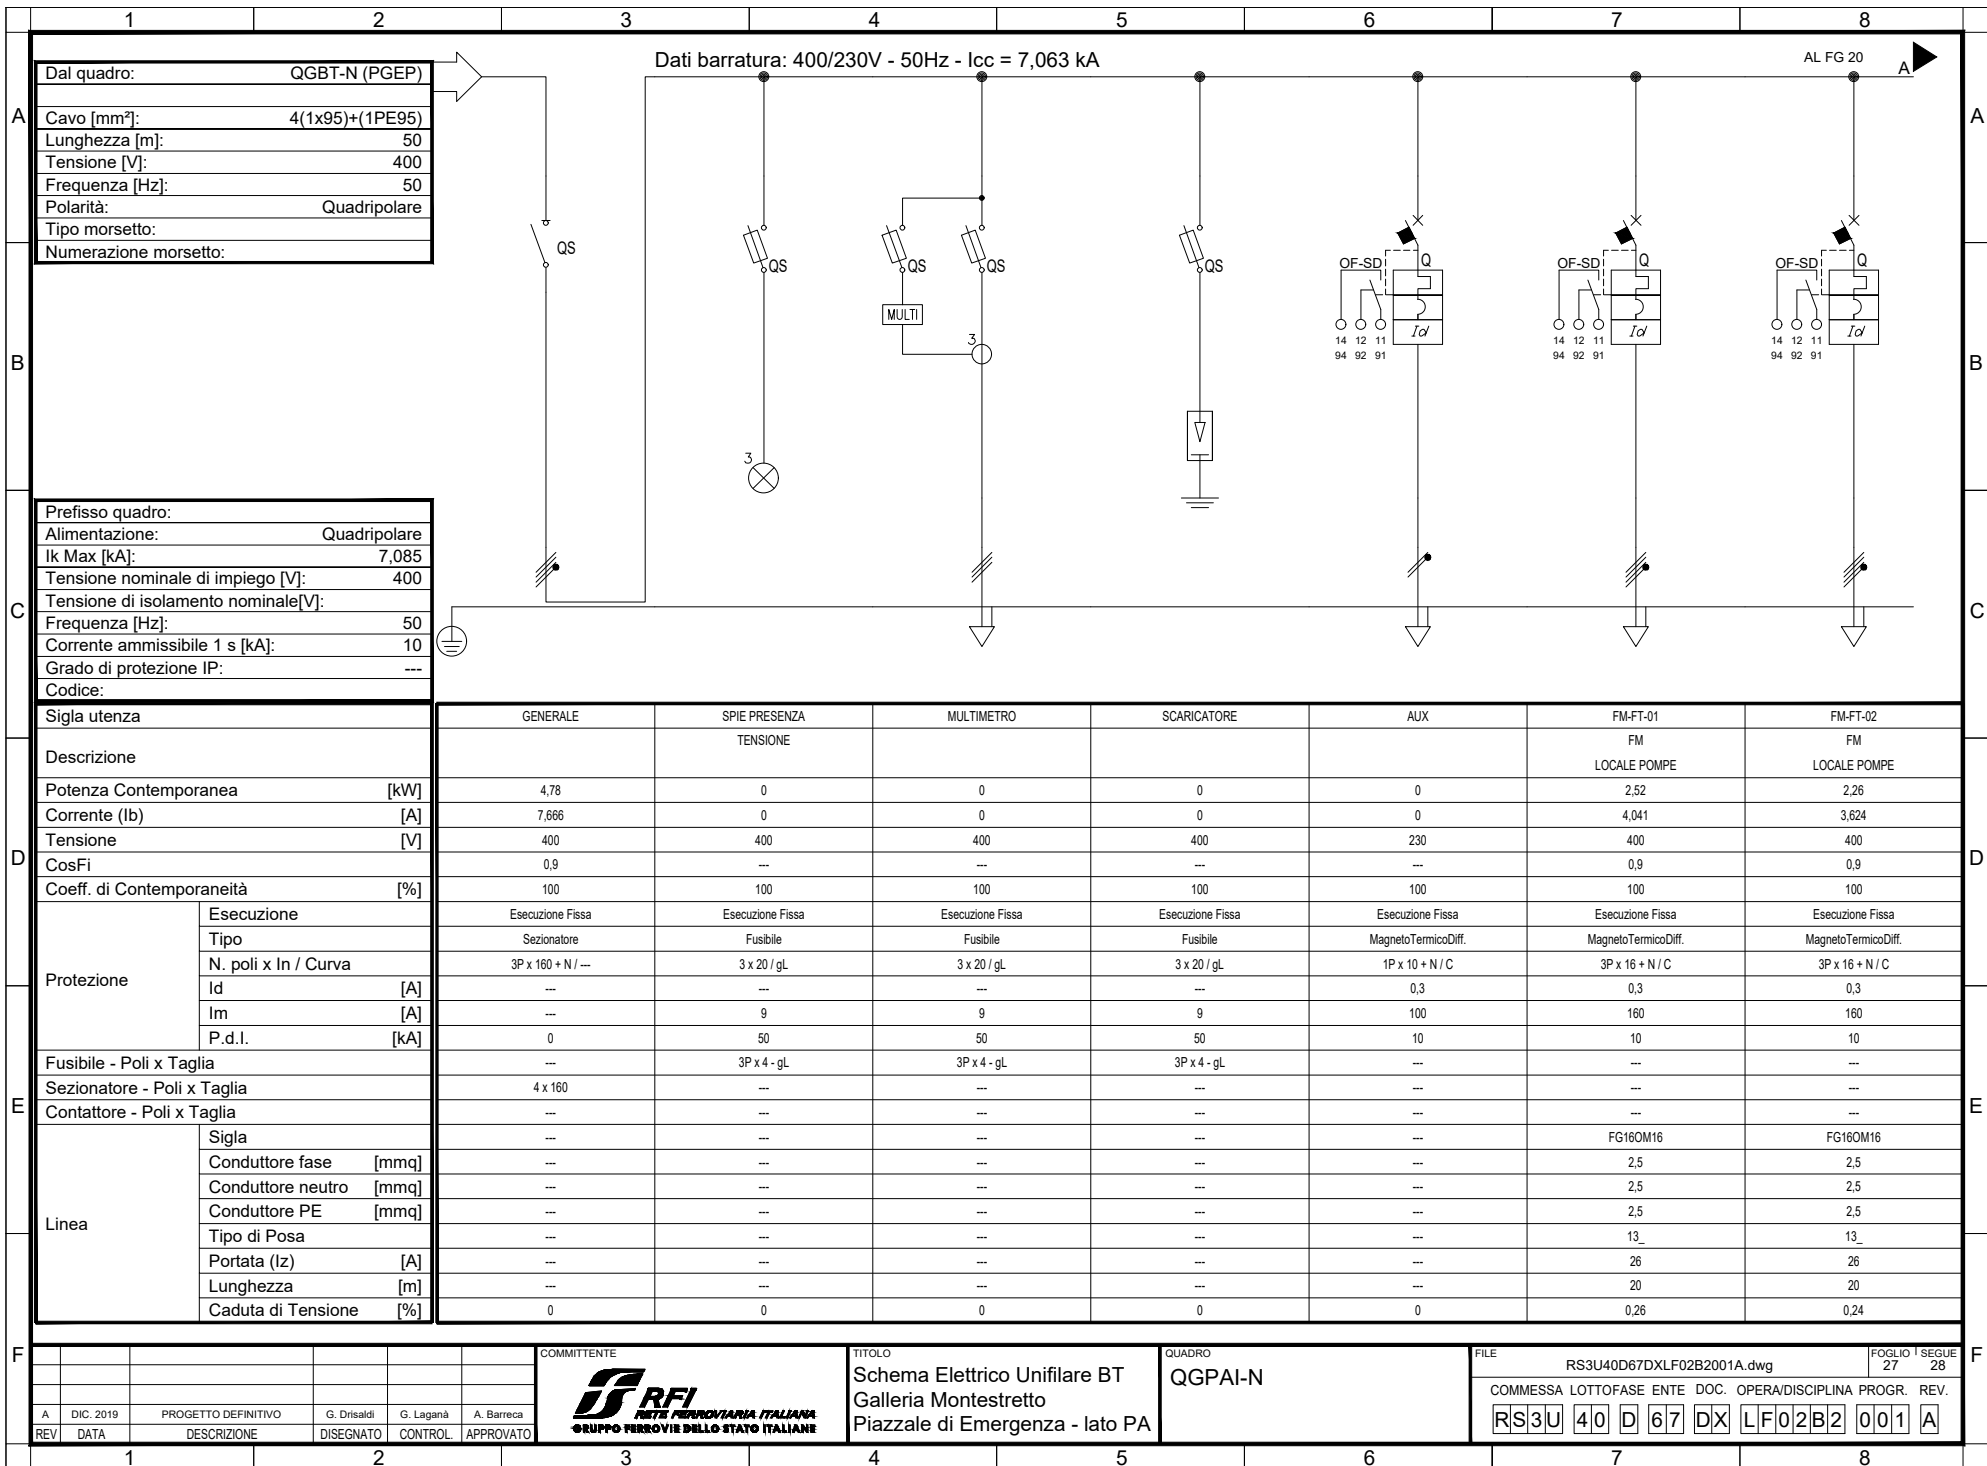 1 2 3 4 5 6 7 8
Dati barratura: 400/230V - 50Hz - Icc = 7,063 kA
AL FG 20 A
Dal quadro: QGBT-N (PGEP)
Cavo [mm²]: 4(1x95)+(1PE95)
Lunghezza [m]: 50
Tensione [V]: 400
Frequenza [Hz]: 50
Polarità: Quadripolare
Tipo morsetto:
Numerazione morsetto:
A A
QS
QS QS QS QS
MULTI
3
3
OF-SD Q OF-SD Q OF-SD Q
Id Id Id
14 12 11 14 12 11 14 12 11
94 92 91 94 92 91 94 92 91
B B
Prefisso quadro:
Alimentazione: Quadripolare
Ik Max [kA]: 7,085
Tensione nominale di impiego [V]: 400
Tensione di isolamento nominale[V]:
Frequenza [Hz]: 50
Corrente ammissibile 1 s [kA]: 10
Grado di protezione IP: ---
Codice:
C C
Sigla utenza GENERALE SPIE PRESENZA MULTIMETRO SCARICATORE AUX FM-FT-01 FM-FT-02
Descrizione TENSIONE FM FM
LOCALE POMPE LOCALE POMPE
Potenza Contemporanea [kW] 4,78 0 0 0 0 2,52 2,26
Corrente (Ib) [A] 7,666 0 0 0 0 4,041 3,624
Tensione [V] 400 400 400 400 230 400 400
D D
CosFi 0,9 --- --- --- --- 0,9 0,9
Coeff. di Contemporaneità [%] 100 100 100 100 100 100 100
Protezione
Esecuzione Esecuzione Fissa Esecuzione Fissa Esecuzione Fissa Esecuzione Fissa Esecuzione Fissa Esecuzione Fissa Esecuzione Fissa
Tipo Sezionatore Fusibile Fusibile Fusibile MagnetoTermicoDiff. MagnetoTermicoDiff. MagnetoTermicoDiff.
N. poli x In / Curva 3P x 160 + N / --- 3 x 20 / gL 3 x 20 / gL 3 x 20 / gL 1P x 10 + N / C 3P x 16 + N / C 3P x 16 + N / C
Id [A] --- --- --- --- 0,3 0,3 0,3
Im [A] --- 9 9 9 100 160 160
P.d.I. [kA] 0 50 50 50 10 10 10
Fusibile - Poli x Taglia --- 3P x 4 - gL 3P x 4 - gL 3P x 4 - gL --- --- ---
Sezionatore - Poli x Taglia 4 x 160 --- --- --- --- --- ---
E E
Contattore - Poli x Taglia --- --- --- --- --- --- ---
Linea
Sigla --- --- --- --- --- FG16OM16 FG16OM16
Conduttore fase [mmq] --- --- --- --- --- 2,5 2,5
Conduttore neutro [mmq] --- --- --- --- --- 2,5 2,5
Conduttore PE [mmq] --- --- --- --- --- 2,5 2,5
Tipo di Posa --- --- --- --- --- 13_ 13_
Portata (Iz) [A] --- --- --- --- --- 26 26
Lunghezza [m] --- --- --- --- --- 20 20
Caduta di Tensione [%] 0 0 0 0 0 0,26 0,24
F F
A DIC. 2019 PROGETTO DEFINITIVO G. Drisaldi G. Laganà A. Barreca
REV DATA DESCRIZIONE DISEGNATO CONTROL. APPROVATO
COMMITTENTE
RFI
RETE FERROVIARIA ITALIANA
GRUPPO FERROVIE DELLO STATO ITALIANE
TITOLO
Schema Elettrico Unifilare BT
Galleria Montestretto
Piazzale di Emergenza - lato PA
QUADRO
QGPAI-N
FILE
RS3U40D67DXLF02B2001A.dwg
FOGLIO SEGUE
27 28
COMMESSA LOTTO FASE ENTE DOC. OPERA/DISCIPLINA PROGR. REV.
RS3U 40 D 67 DX LF02B2 001 A
1 2 3 4 5 6 7 8